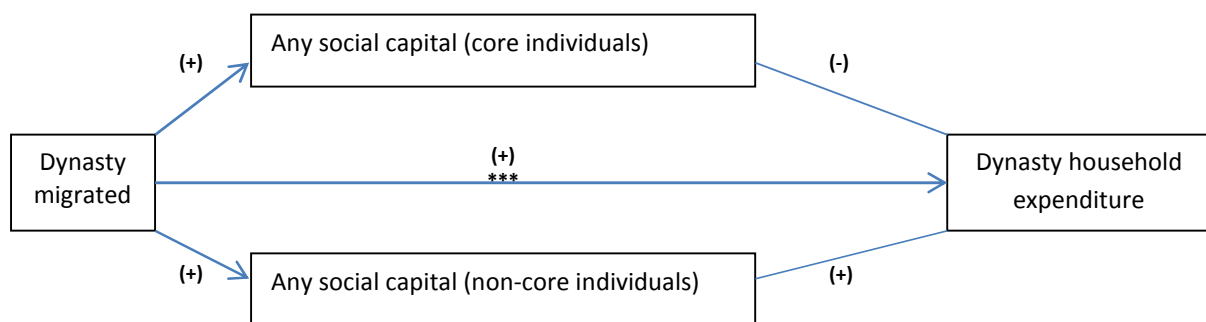 Any social capital (core individuals)
(+)
(-)
Dynasty
migrated
(+)
***
Dynasty household
expenditure
(+)
Any social capital (non-core individuals)
(+)